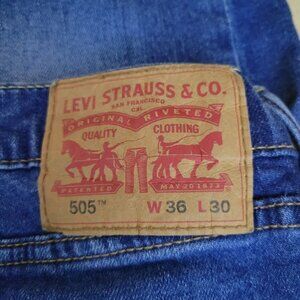 LEVI STRAUSS & CO.
SAN FRANCISCO
CAL.
ORIGINAL RIVETED
QUALITY CLOTHING
PATENTED MAY 20 1873
505™ W 36 L 30